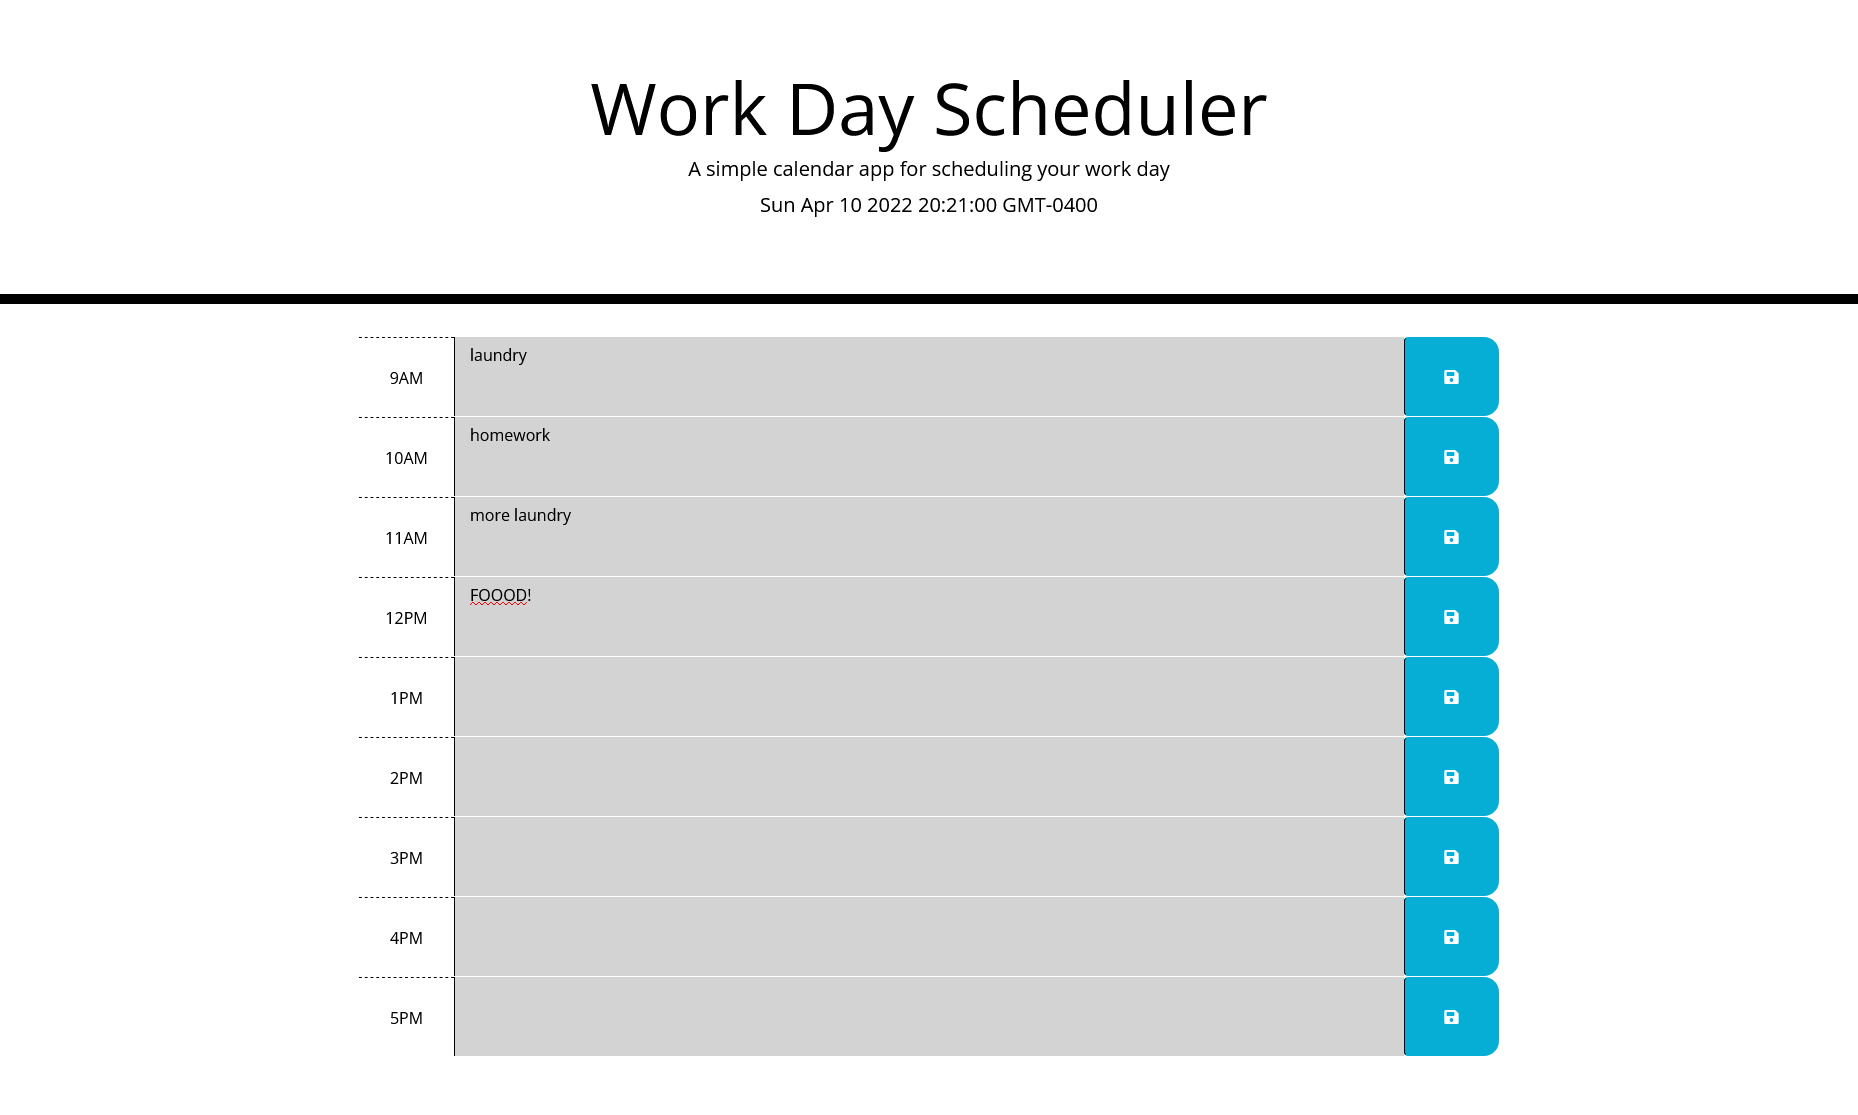 Work Day Scheduler
A simple calendar app for scheduling your work day
Sun Apr 10 2022 20:21:00 GMT-0400
9AM laundry
10AM homework
11AM more laundry
12PM FOOOD!
1PM
2PM
3PM
4PM
5PM